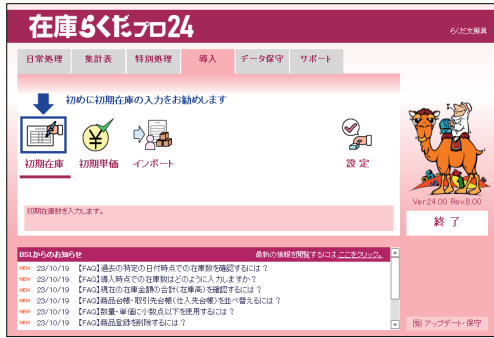 在庫らくだプロ24
らくだ文房具
日常処理 集計表 特別処理 導入 データ保守 サポート
初めに初期在庫の入力をお勧めします
初期在庫 初期単価 インポート 設定
Ver.24.00 Rev.8.00
終了
初期在庫数を入力します。
BSLからのお知らせ 最新の情報を閲覧するには、ここをクリック。
NEW 23/10/19 【FAQ】過去の特定の日付時点での在庫数を確認するには？
NEW 23/10/19 【FAQ】導入時点での在庫数はどのように入力しますか？
NEW 23/10/19 【FAQ】現在の在庫金額の合計(在庫高)を確認するには？
NEW 23/10/19 【FAQ】商品台帳・取引先台帳(仕入先台帳)を並べ替えるには？
NEW 23/10/19 【FAQ】数量・単価に小数点以下を使用するには？
NEW 23/10/19 【FAQ】商品登録を削除するには？
アップデート・保守